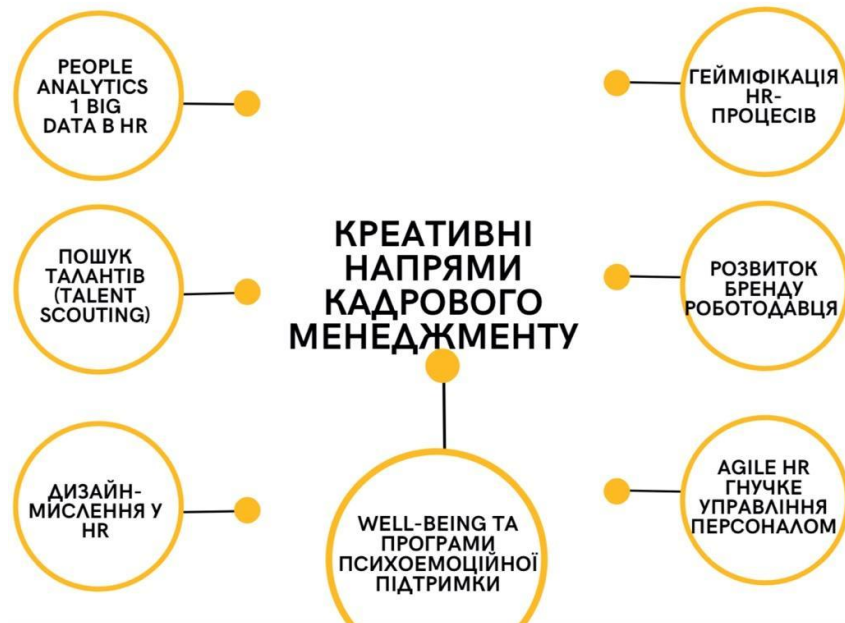 PEOPLE
ANALYTICS
1 BIG
DATA В HR
ПОШУК
ТАЛАНТІВ
(TALENT
SCOUTING)
ДИЗАЙН-
МИСЛЕННЯ У
HR
КРЕАТИВНІ
НАПРЯМИ
КАДРОВОГО
МЕНЕДЖМЕНТУ
WELL-BEING ТА
ПРОГРАМИ
ПСИХОЕМОЦІЙНОЇ
ПІДТРИМКИ
ГЕЙМІФІКАЦІЯ
HR-
ПРОЦЕСІВ
РОЗВИТОК
БРЕНДУ
РОБОТОДАВЦЯ
AGILE HR
ГНУЧКЕ
УПРАВЛІННЯ
ПЕРСОНАЛОМ